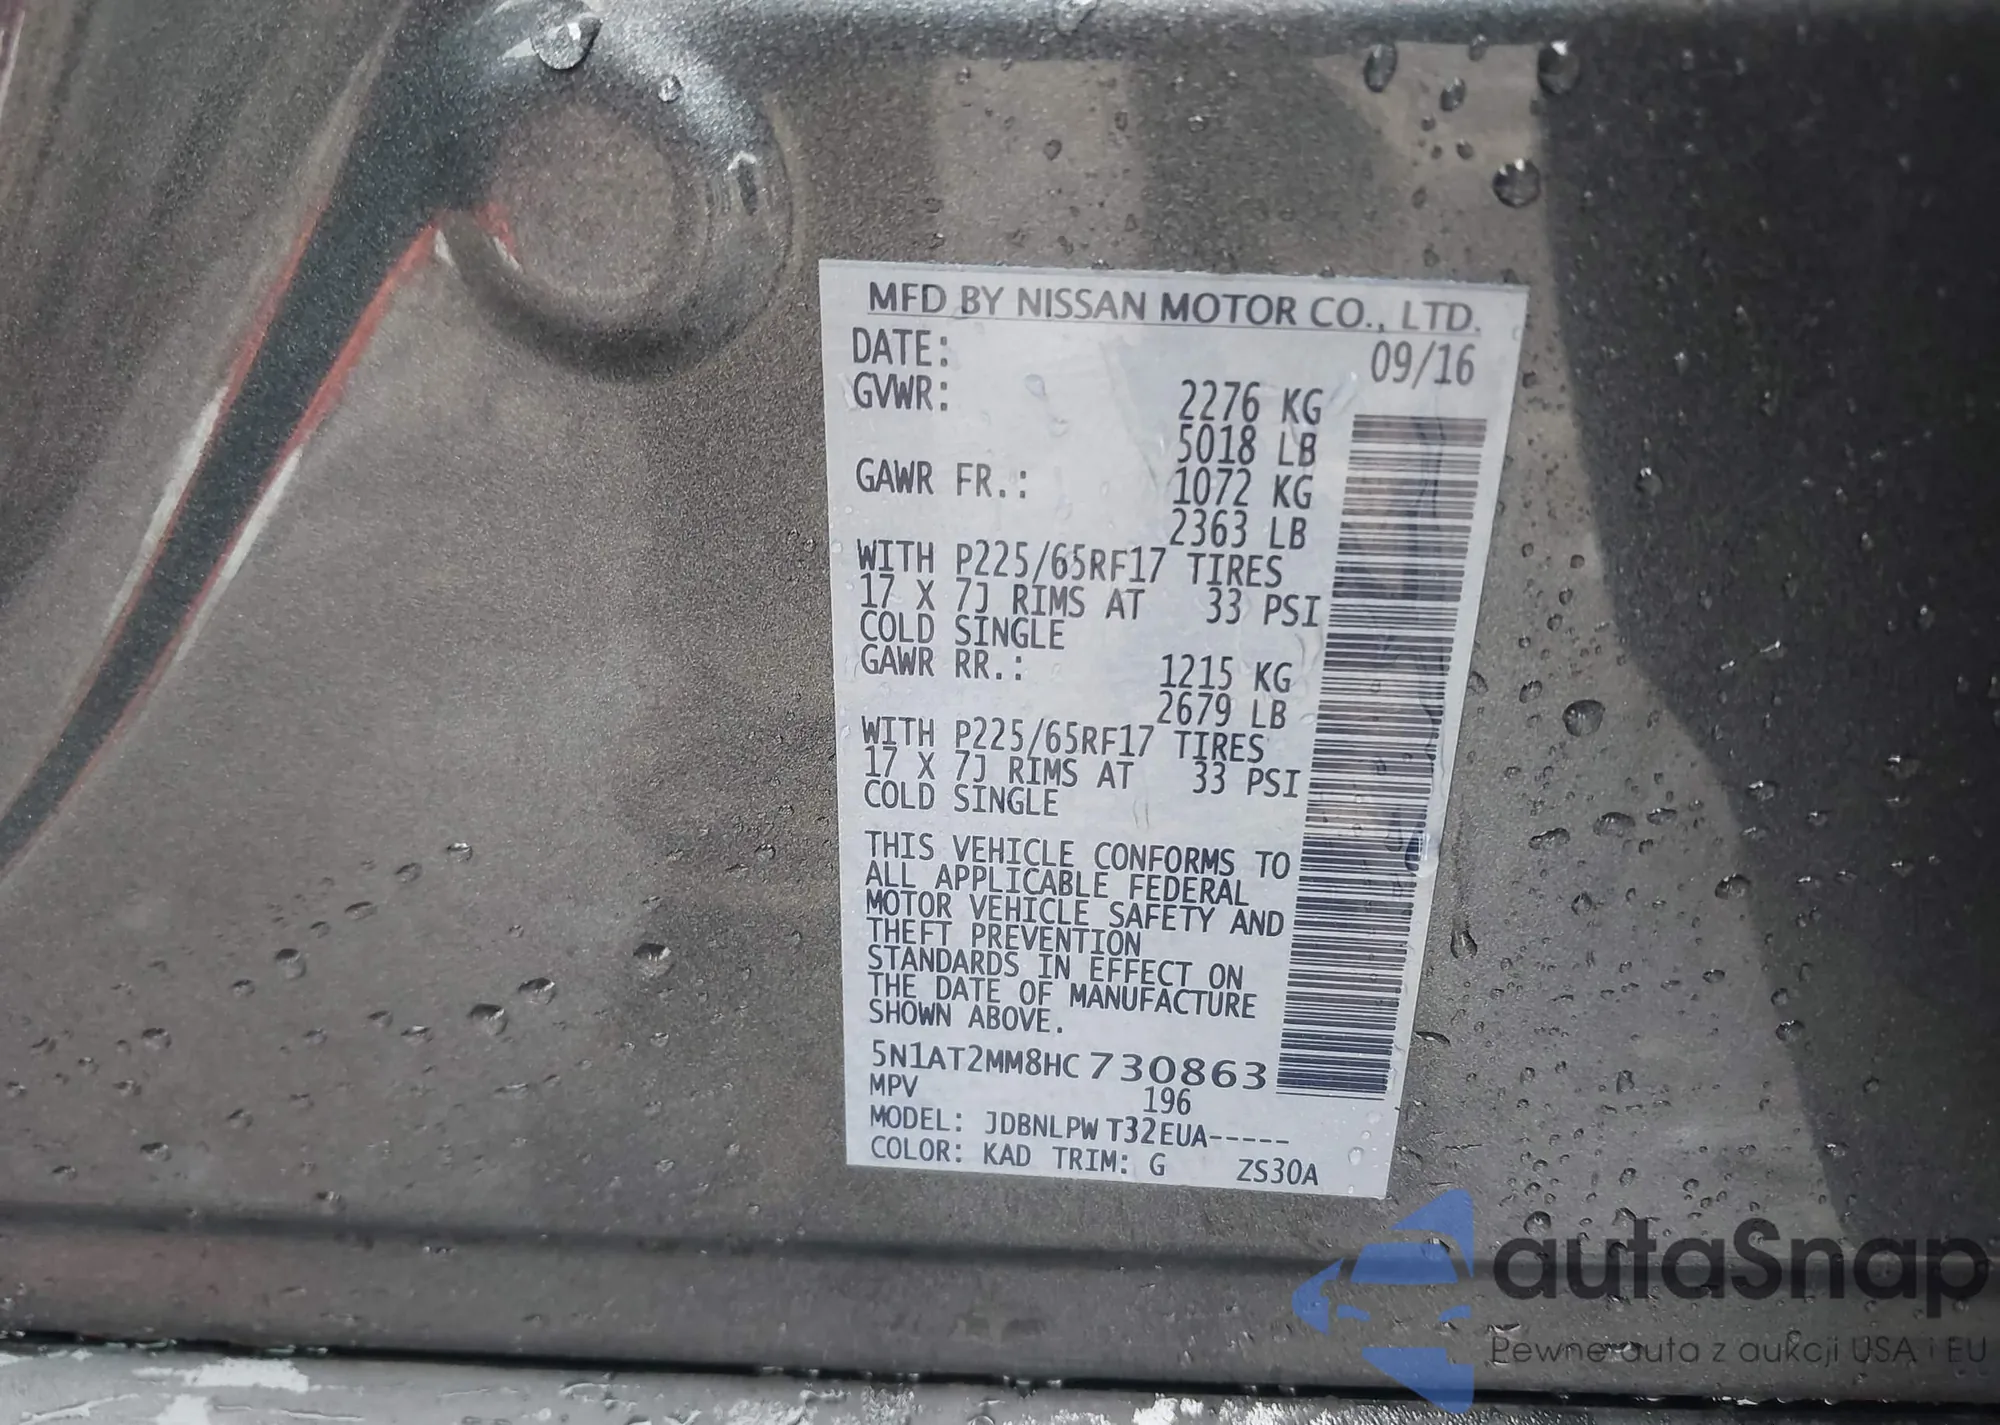 MFD BY NISSAN MOTOR CO., LTD.
DATE: 09/16
GVWR: 2276 KG
5018 LB
GAWR FR.: 1072 KG
2363 LB
WITH P225/65RF17 TIRES
17 X 7J RIMS AT 33 PSI
COLD SINGLE
GAWR RR.: 1215 KG
2679 LB
WITH P225/65RF17 TIRES
17 X 7J RIMS AT 33 PSI
COLD SINGLE
THIS VEHICLE CONFORMS TO
ALL APPLICABLE FEDERAL
MOTOR VEHICLE SAFETY AND
THEFT PREVENTION
STANDARDS IN EFFECT ON
THE DATE OF MANUFACTURE
SHOWN ABOVE.
5N1AT2MM8HC730863
MPV 196
MODEL: JDBNLPW T32EUA-----
COLOR: KAD TRIM: G ZS30A
autaSnap
Pewne auta z aukcji USA i EU